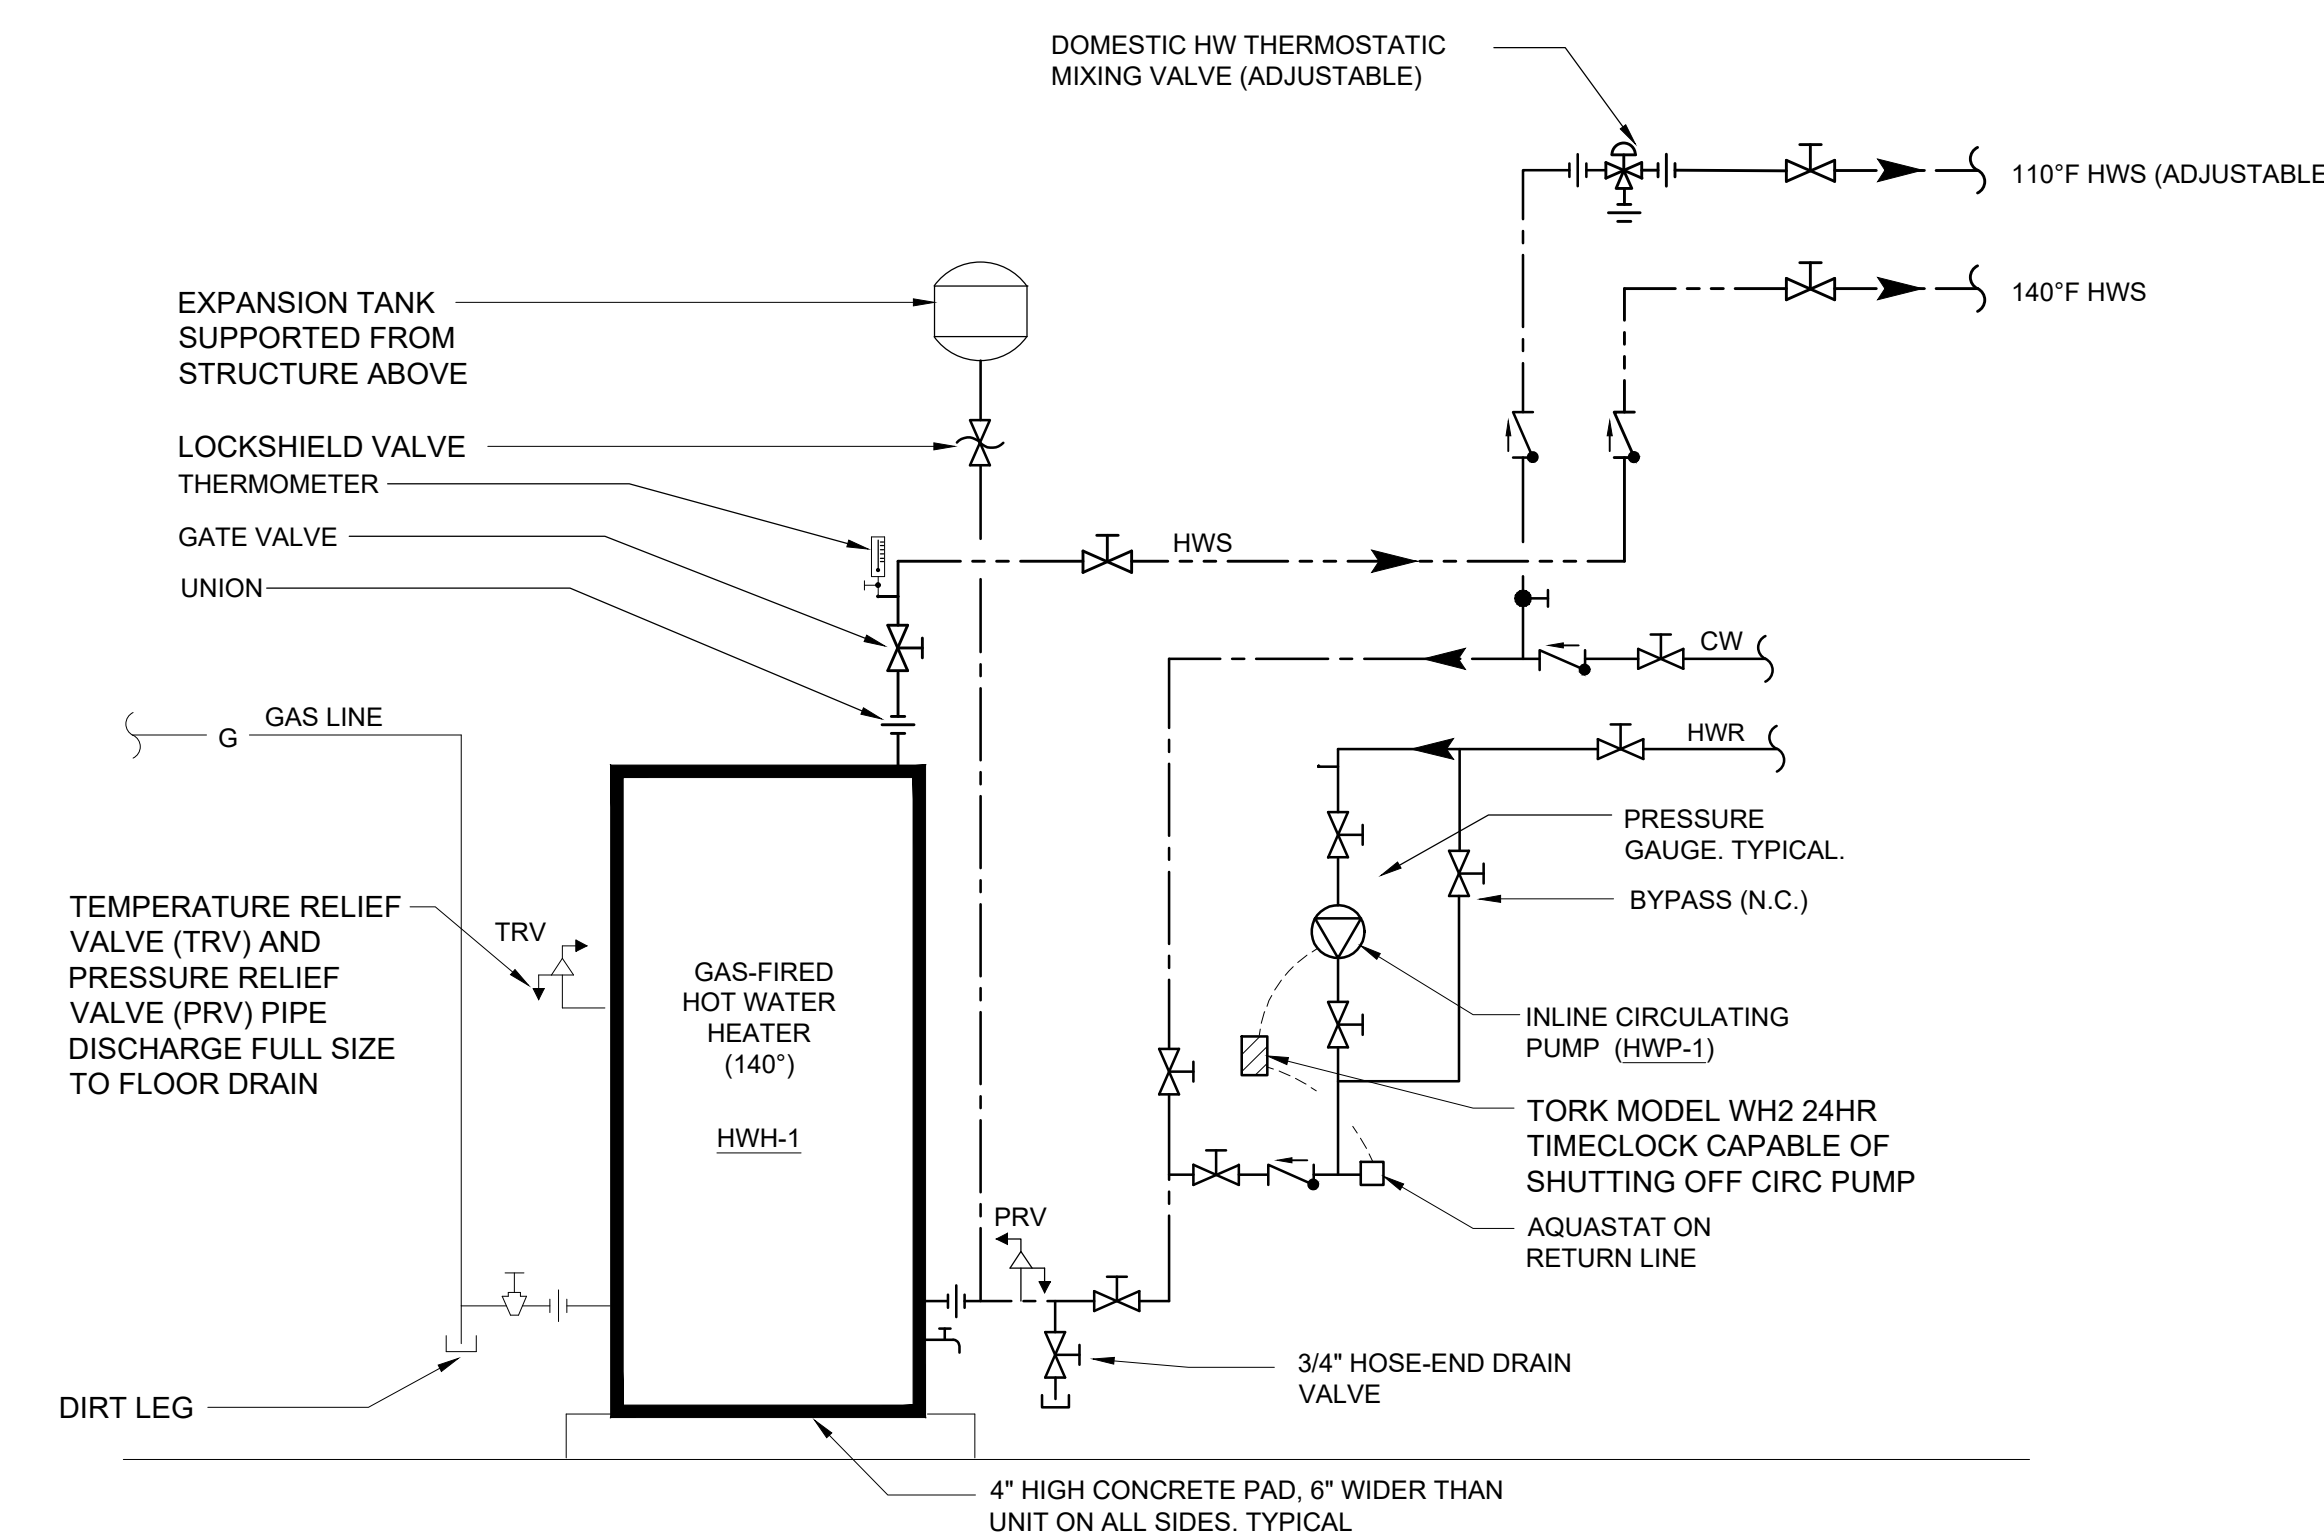 DOMESTIC HW THERMOSTATIC
MIXING VALVE (ADJUSTABLE)
110°F HWS (ADJUSTABLE
140°F HWS
EXPANSION TANK
SUPPORTED FROM
STRUCTURE ABOVE
LOCKSHIELD VALVE
THERMOMETER
GATE VALVE
UNION
HWS
CW
GAS LINE
G
HWR
PRESSURE
GAUGE. TYPICAL.
BYPASS (N.C.)
TEMPERATURE RELIEF
VALVE (TRV) AND
PRESSURE RELIEF
VALVE (PRV) PIPE
DISCHARGE FULL SIZE
TO FLOOR DRAIN
TRV
GAS-FIRED
HOT WATER
HEATER
(140°)
HWH-1
INLINE CIRCULATING
PUMP (HWP-1)
TORK MODEL WH2 24HR
TIMECLOCK CAPABLE OF
SHUTTING OFF CIRC PUMP
AQUASTAT ON
RETURN LINE
PRV
3/4" HOSE-END DRAIN
VALVE
DIRT LEG
4" HIGH CONCRETE PAD, 6" WIDER THAN
UNIT ON ALL SIDES. TYPICAL